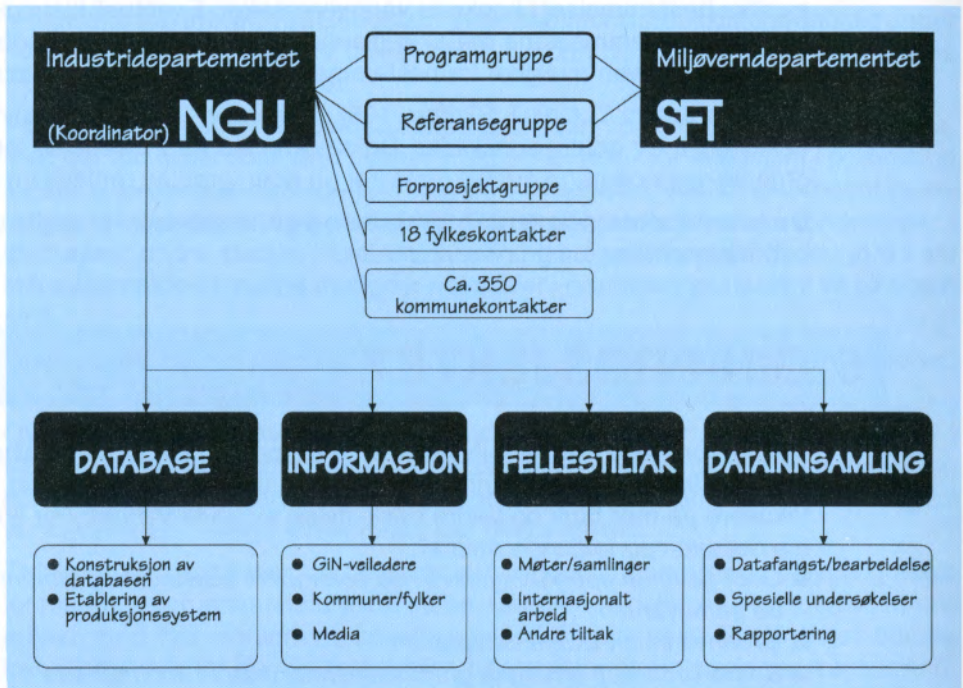 Industridepartementet
(Koordinator) NGU
Programgruppe
Referansegruppe
Forprosjektgruppe
18 fylkeskontakter
Ca. 350
kommunekontakter
Miljøverndepartementet
SFT
DATABASE
INFORMASJON
FELLESTILTAK
DATAINNSAMLING
● Konstruksjon av
databasen
● Etablering av
produksjonssystem
● GiN-veiledere
● Kommuner/fylker
● Media
● Møter/samlinger
● Internasjonalt
arbeid
● Andre tiltak
● Datafangst/bearbeidelse
● Spesielle undersøkelser
● Rapportering